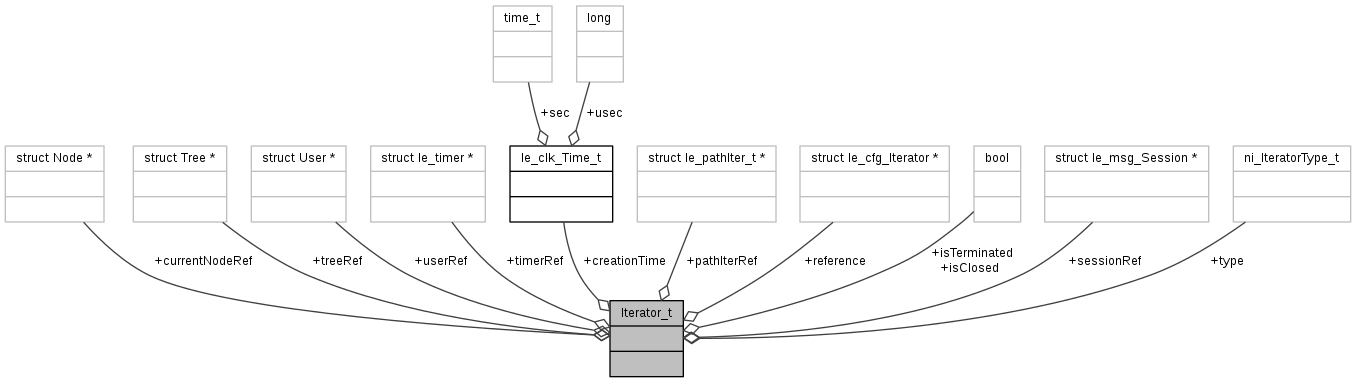 time_t
long
+sec
+usec
struct Node *
struct Tree *
struct User *
struct le_timer *
le_clk_Time_t
struct le_pathIter_t *
struct le_cfg_Iterator *
bool
struct le_msg_Session *
ni_IteratorType_t
+currentNodeRef
+treeRef
+userRef
+timerRef
+creationTime
+pathIterRef
+reference
+isTerminated
+isClosed
+sessionRef
+type
Iterator_t